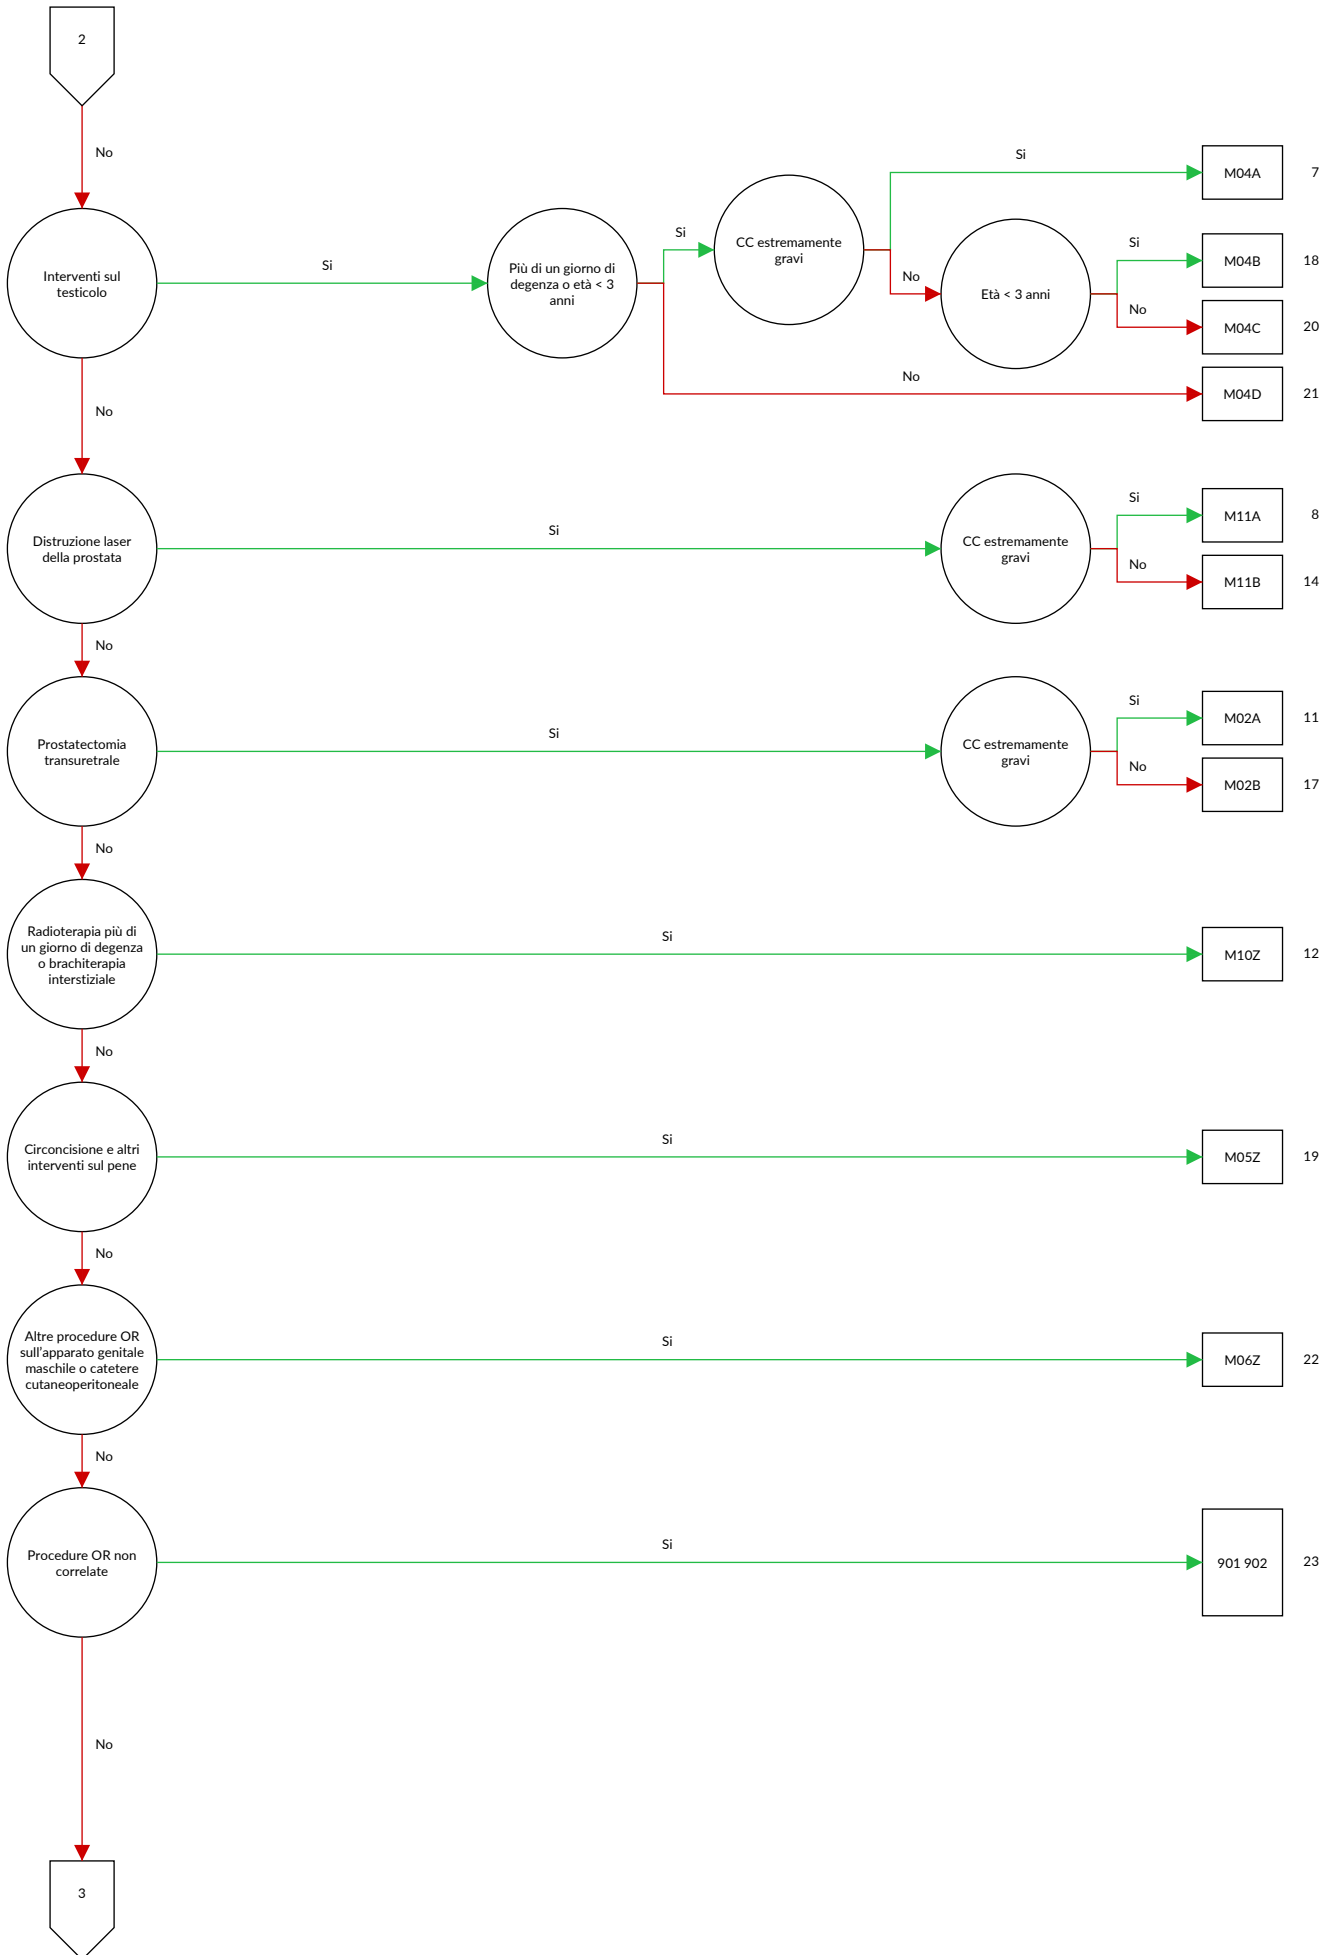 2
No
Si
M04A
7
Interventi sul
testicolo
Si
Più di un giorno di
degenza o età < 3
anni
Si
CC estremamente
gravi
No
Età < 3 anni
Si
M04B
18
No
M04C
20
No
M04D
21
No
Distruzione laser
della prostata
Si
CC estremamente
gravi
Si
M11A
8
No
M11B
14
No
Prostatectomia
transuretrale
Si
CC estremamente
gravi
Si
M02A
11
No
M02B
17
No
Radioterapia più di
un giorno di degenza
o brachiterapia
interstiziale
Si
M10Z
12
No
Circoncisione e altri
interventi sul pene
Si
M05Z
19
No
Altre procedure OR
sull'apparato genitale
maschile o catetere
cutaneoperitoneale
Si
M06Z
22
No
Procedure OR non
correlate
Si
901 902
23
No
3